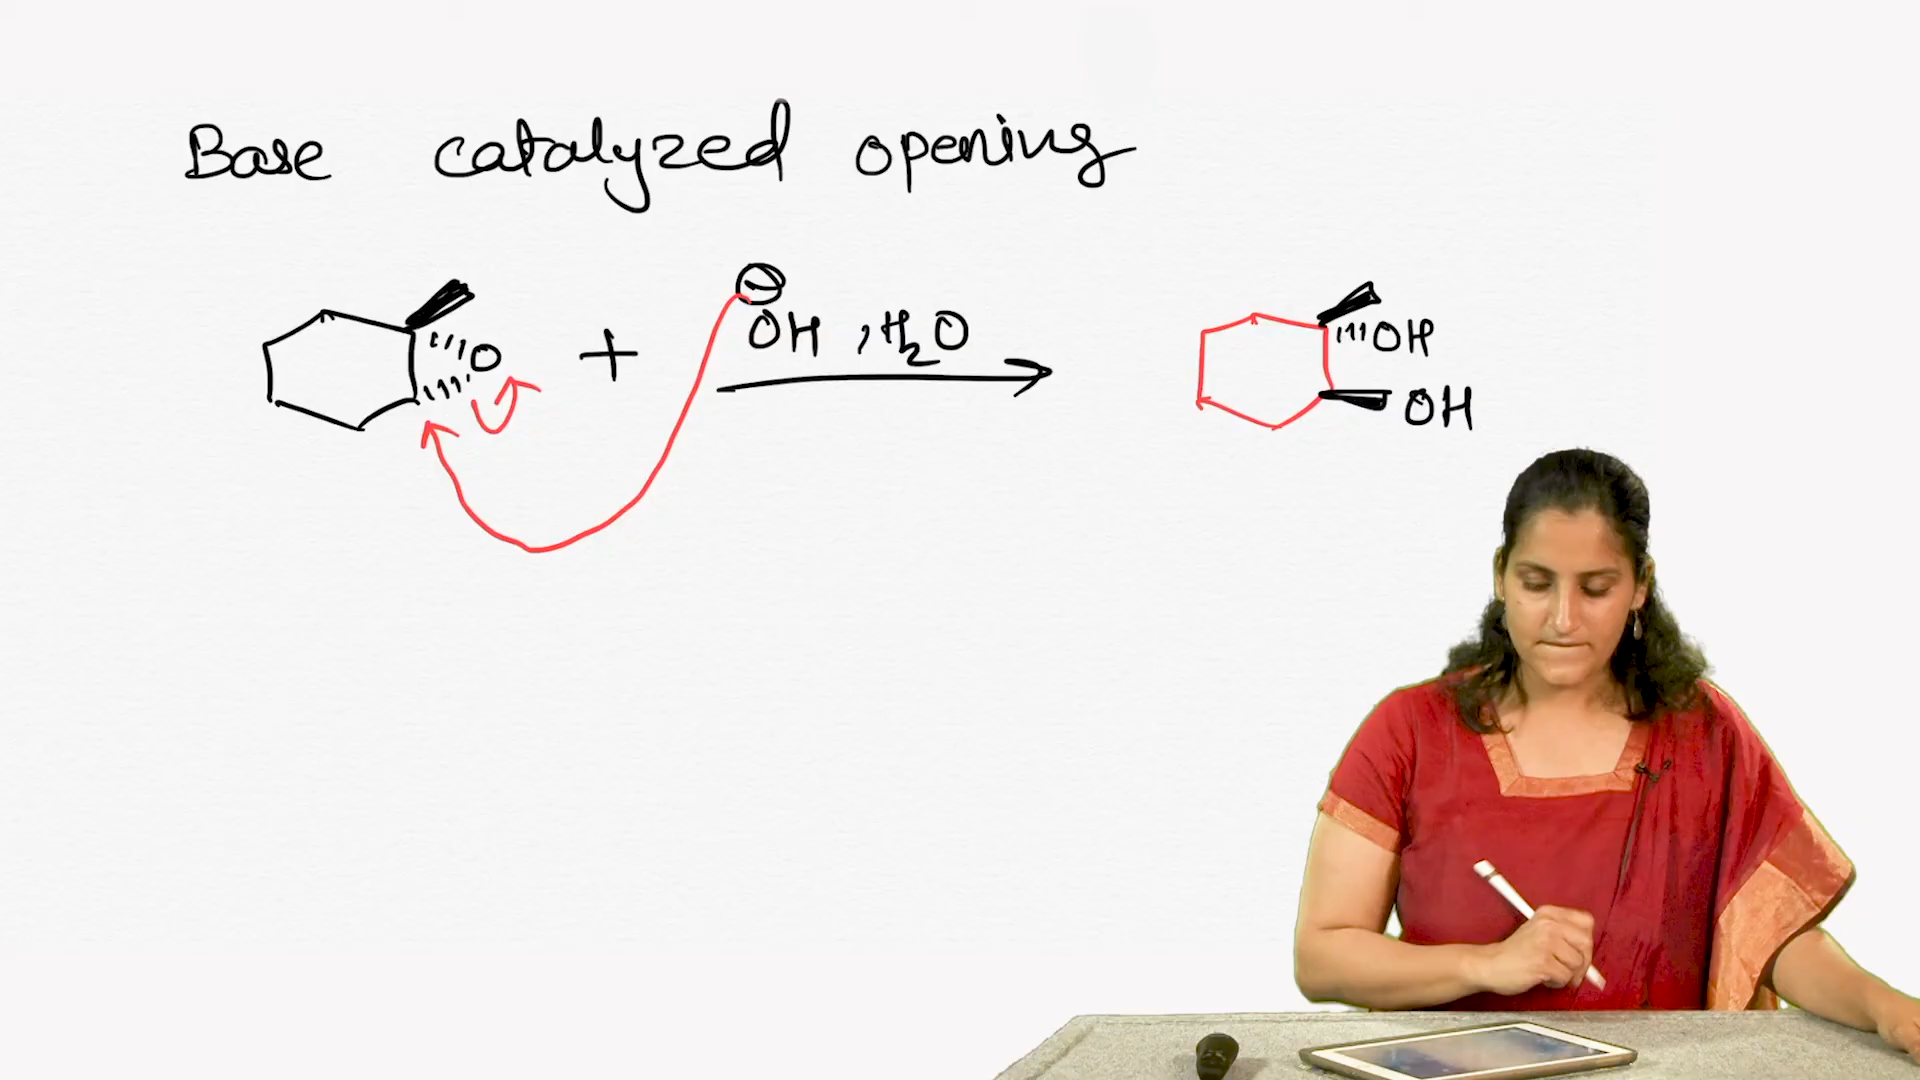 Base catalyzed opening
O + ⊖OH , H₂O OH
OH